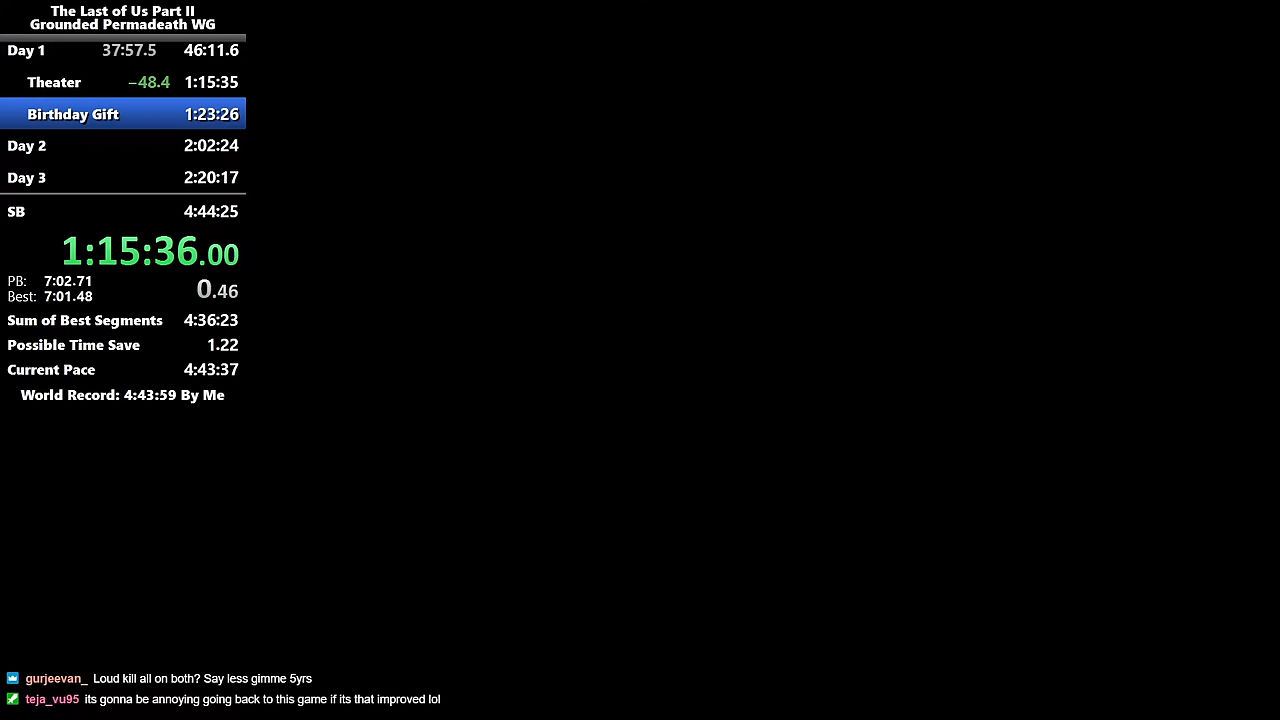 The Last of Us Part II
Grounded Permadeath WG
Day 1 37:57.5 46:11.6
Theater −48.4 1:15:35
Birthday Gift 1:23:26
Day 2 2:02:24
Day 3 2:20:17
SB 4:44:25
1:15:36.00
PB: 7:02.71
Best: 7:01.48
0.46
Sum of Best Segments 4:36:23
Possible Time Save 1.22
Current Pace 4:43:37
World Record: 4:43:59 By Me
gurjeevan_ Loud kill all on both? Say less gimme 5yrs
teja_vu95 its gonna be annoying going back to this game if its that improved lol